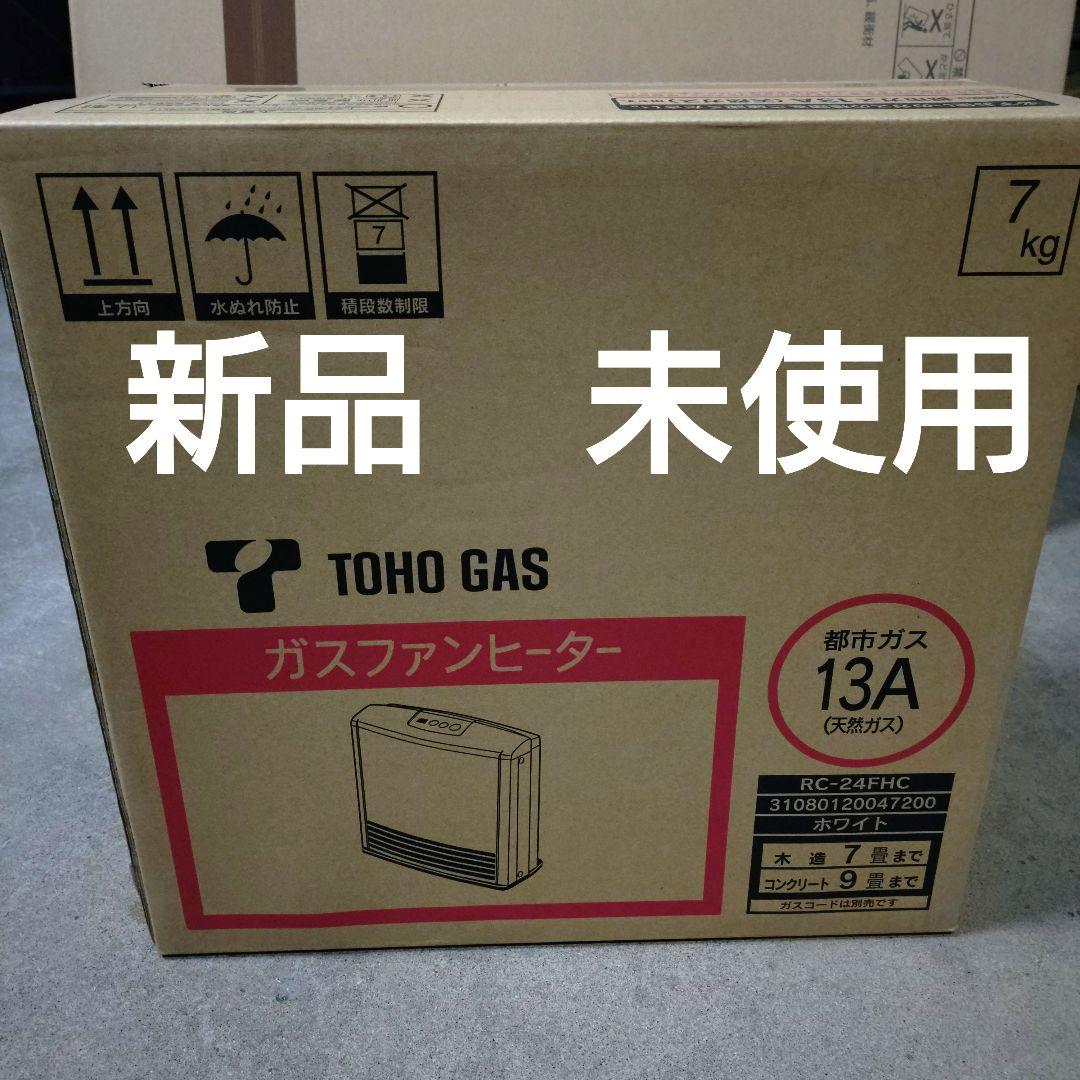 上方向
水ぬれ防止
7
積段数制限
7
kg
新品 未使用
TOHO GAS
ガスファンヒーター
都市ガス
13A
(天然ガス)
RC-24FHC
31080120047200
ホワイト
木造 7 畳まで
コンクリート 9 畳まで
ガスコードは別売です